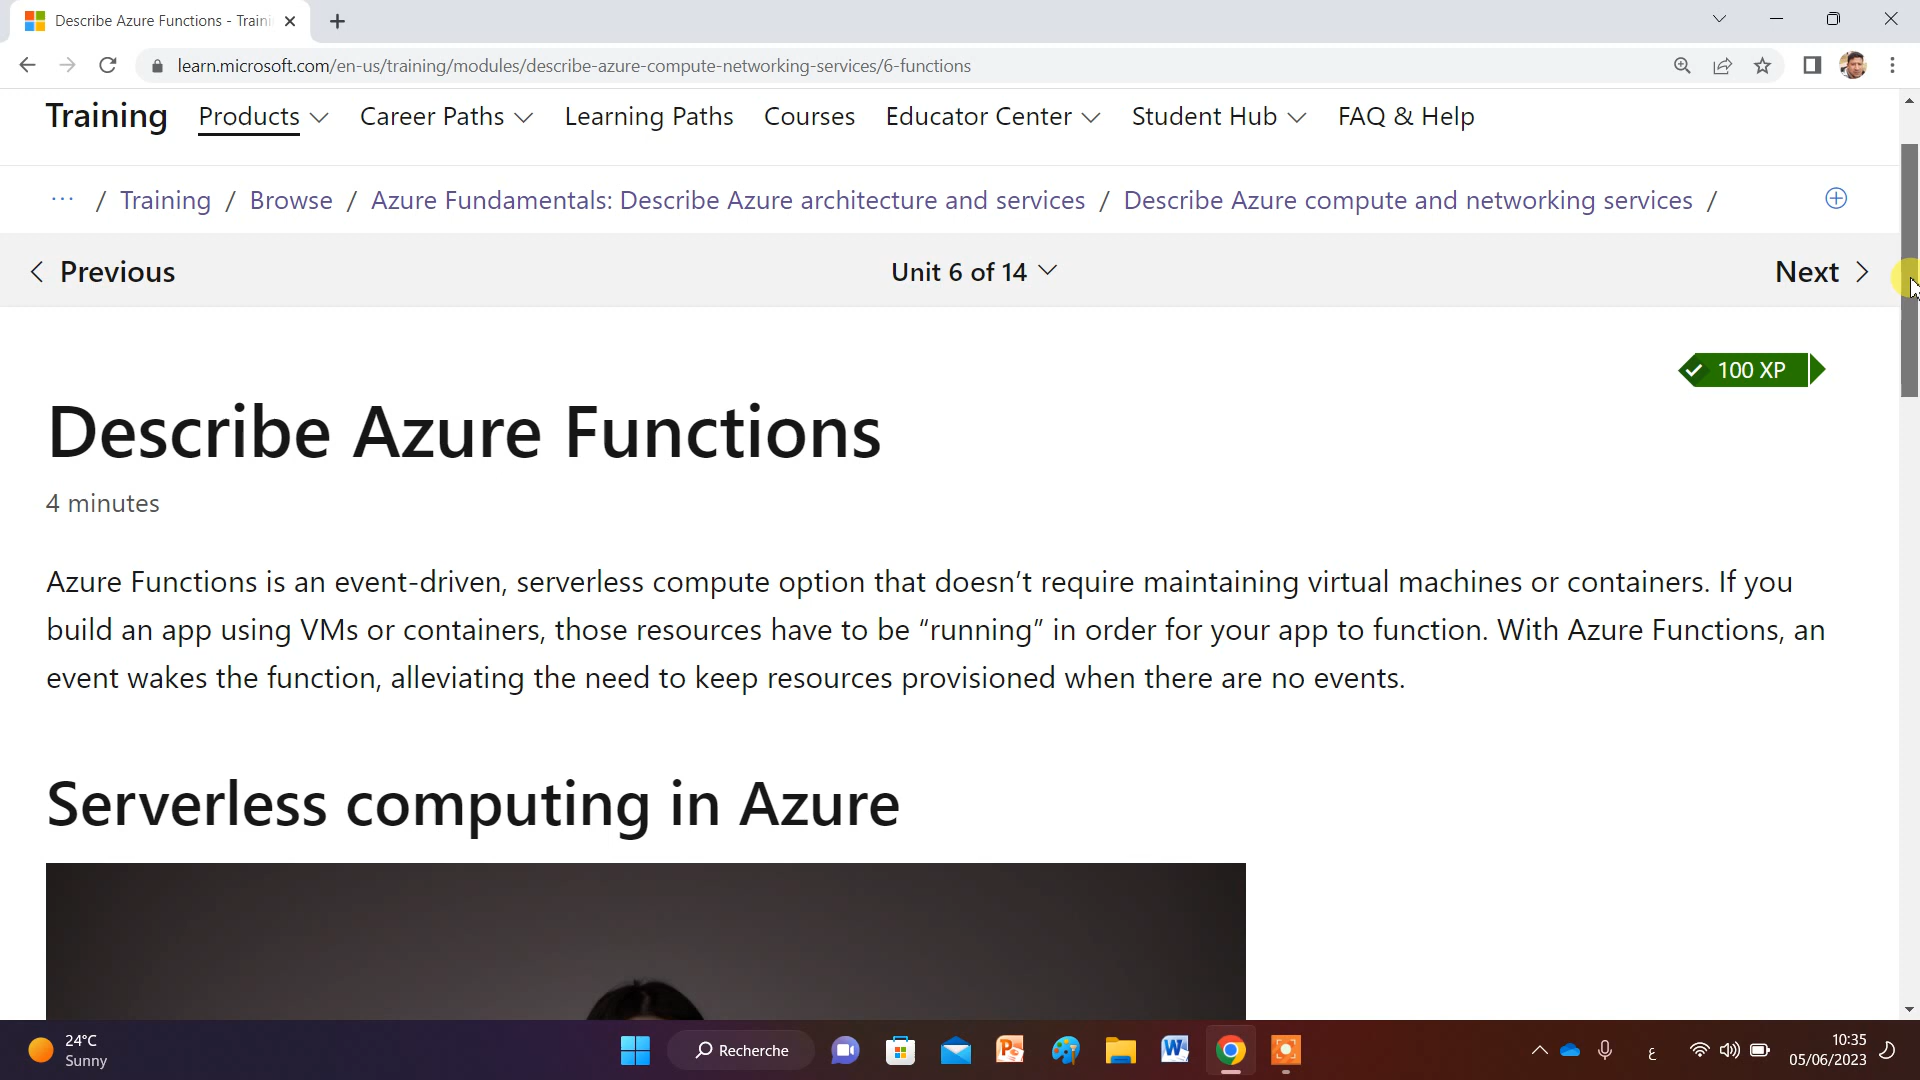 Describe Azure Functions - Traini
learn.microsoft.com/en-us/training/modules/describe-azure-compute-networking-services/6-functions
Training Products Career Paths Learning Paths Courses Educator Center Student Hub FAQ & Help
··· / Training / Browse / Azure Fundamentals: Describe Azure architecture and services / Describe Azure compute and networking services /
Previous Unit 6 of 14 Next
100 XP
Describe Azure Functions
4 minutes
Azure Functions is an event-driven, serverless compute option that doesn't require maintaining virtual machines or containers. If you
build an app using VMs or containers, those resources have to be “running” in order for your app to function. With Azure Functions, an
event wakes the function, alleviating the need to keep resources provisioned when there are no events.
Serverless computing in Azure
24°C
Sunny
Recherche
ع
10:35
05/06/2023